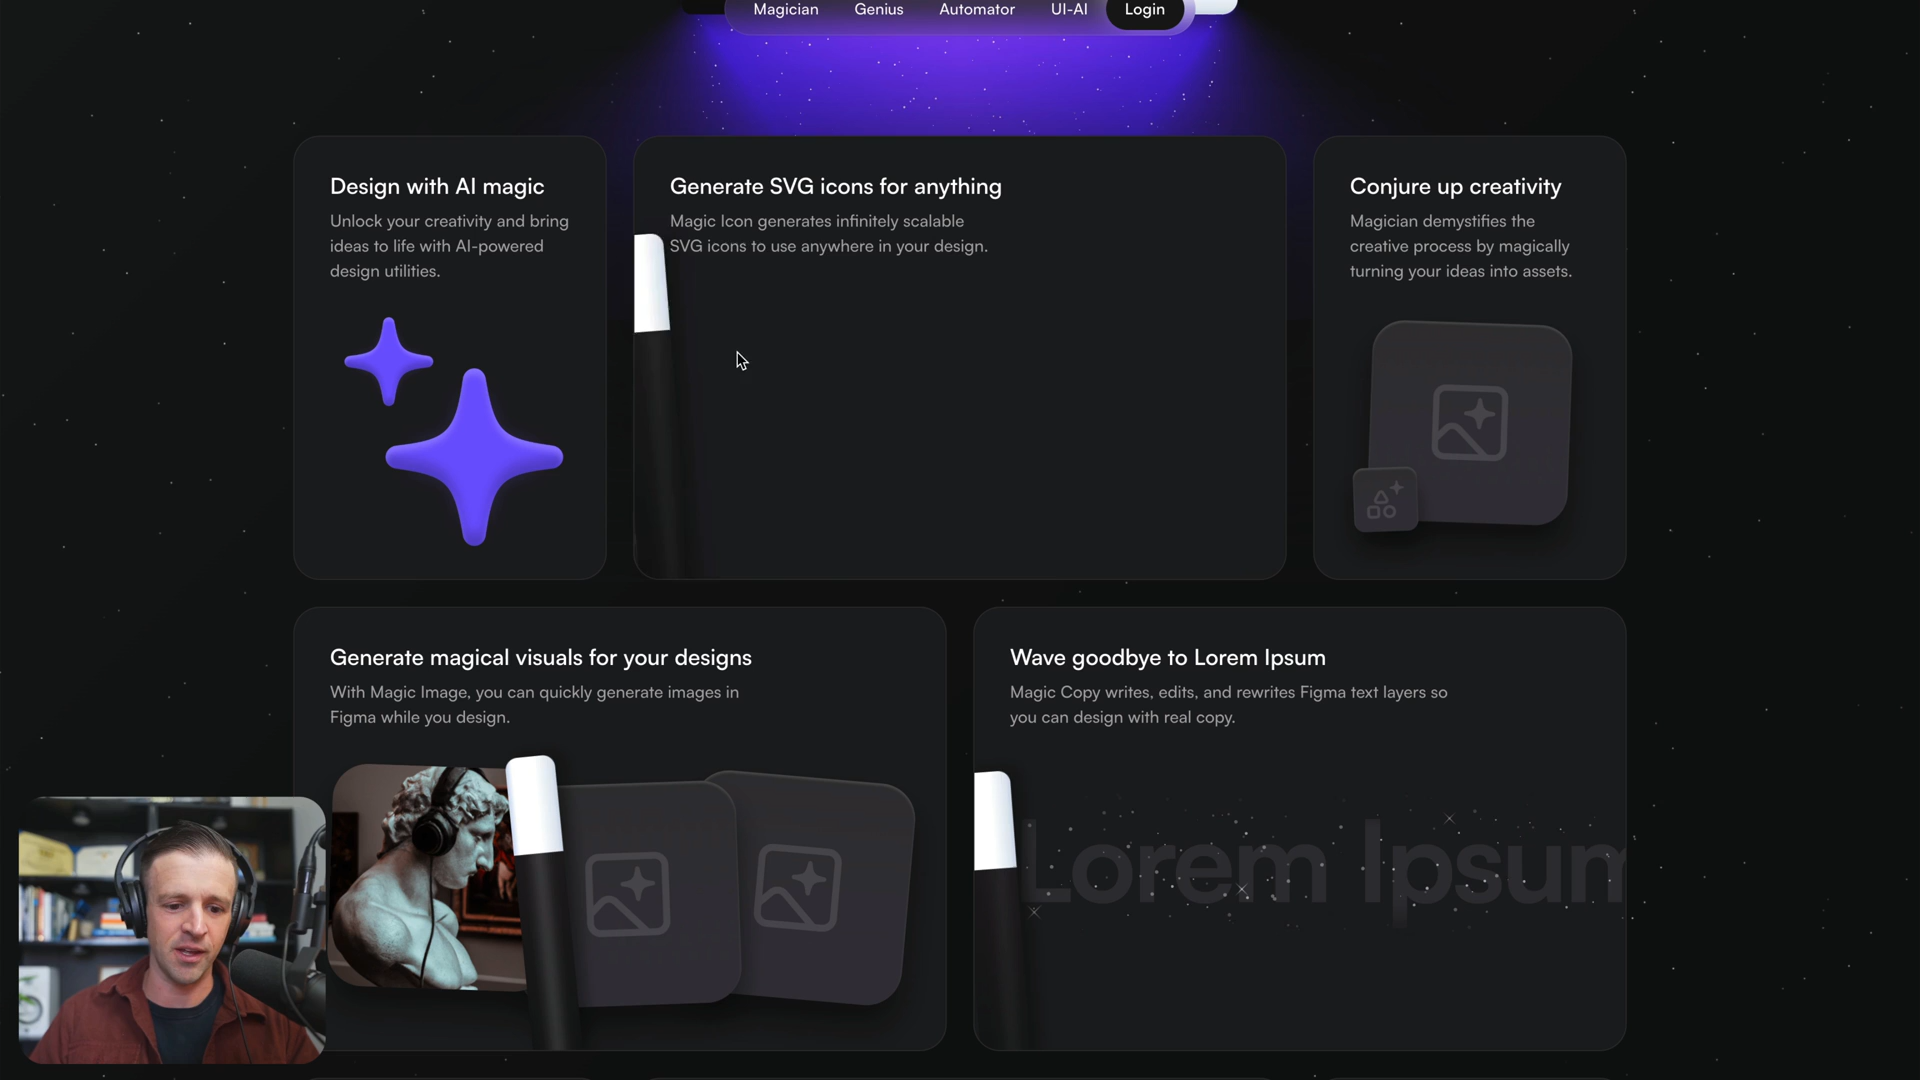 Magician Genius Automator UI-AI Login
Design with AI magic
Unlock your creativity and bring
ideas to life with AI-powered
design utilities.
Generate SVG icons for anything
Magic Icon generates infinitely scalable
SVG icons to use anywhere in your design.
Conjure up creativity
Magician demystifies the
creative process by magically
turning your ideas into assets.
Generate magical visuals for your designs
With Magic Image, you can quickly generate images in
Figma while you design.
Wave goodbye to Lorem Ipsum
Magic Copy writes, edits, and rewrites Figma text layers so
you can design with real copy.
Lorem Ipsum